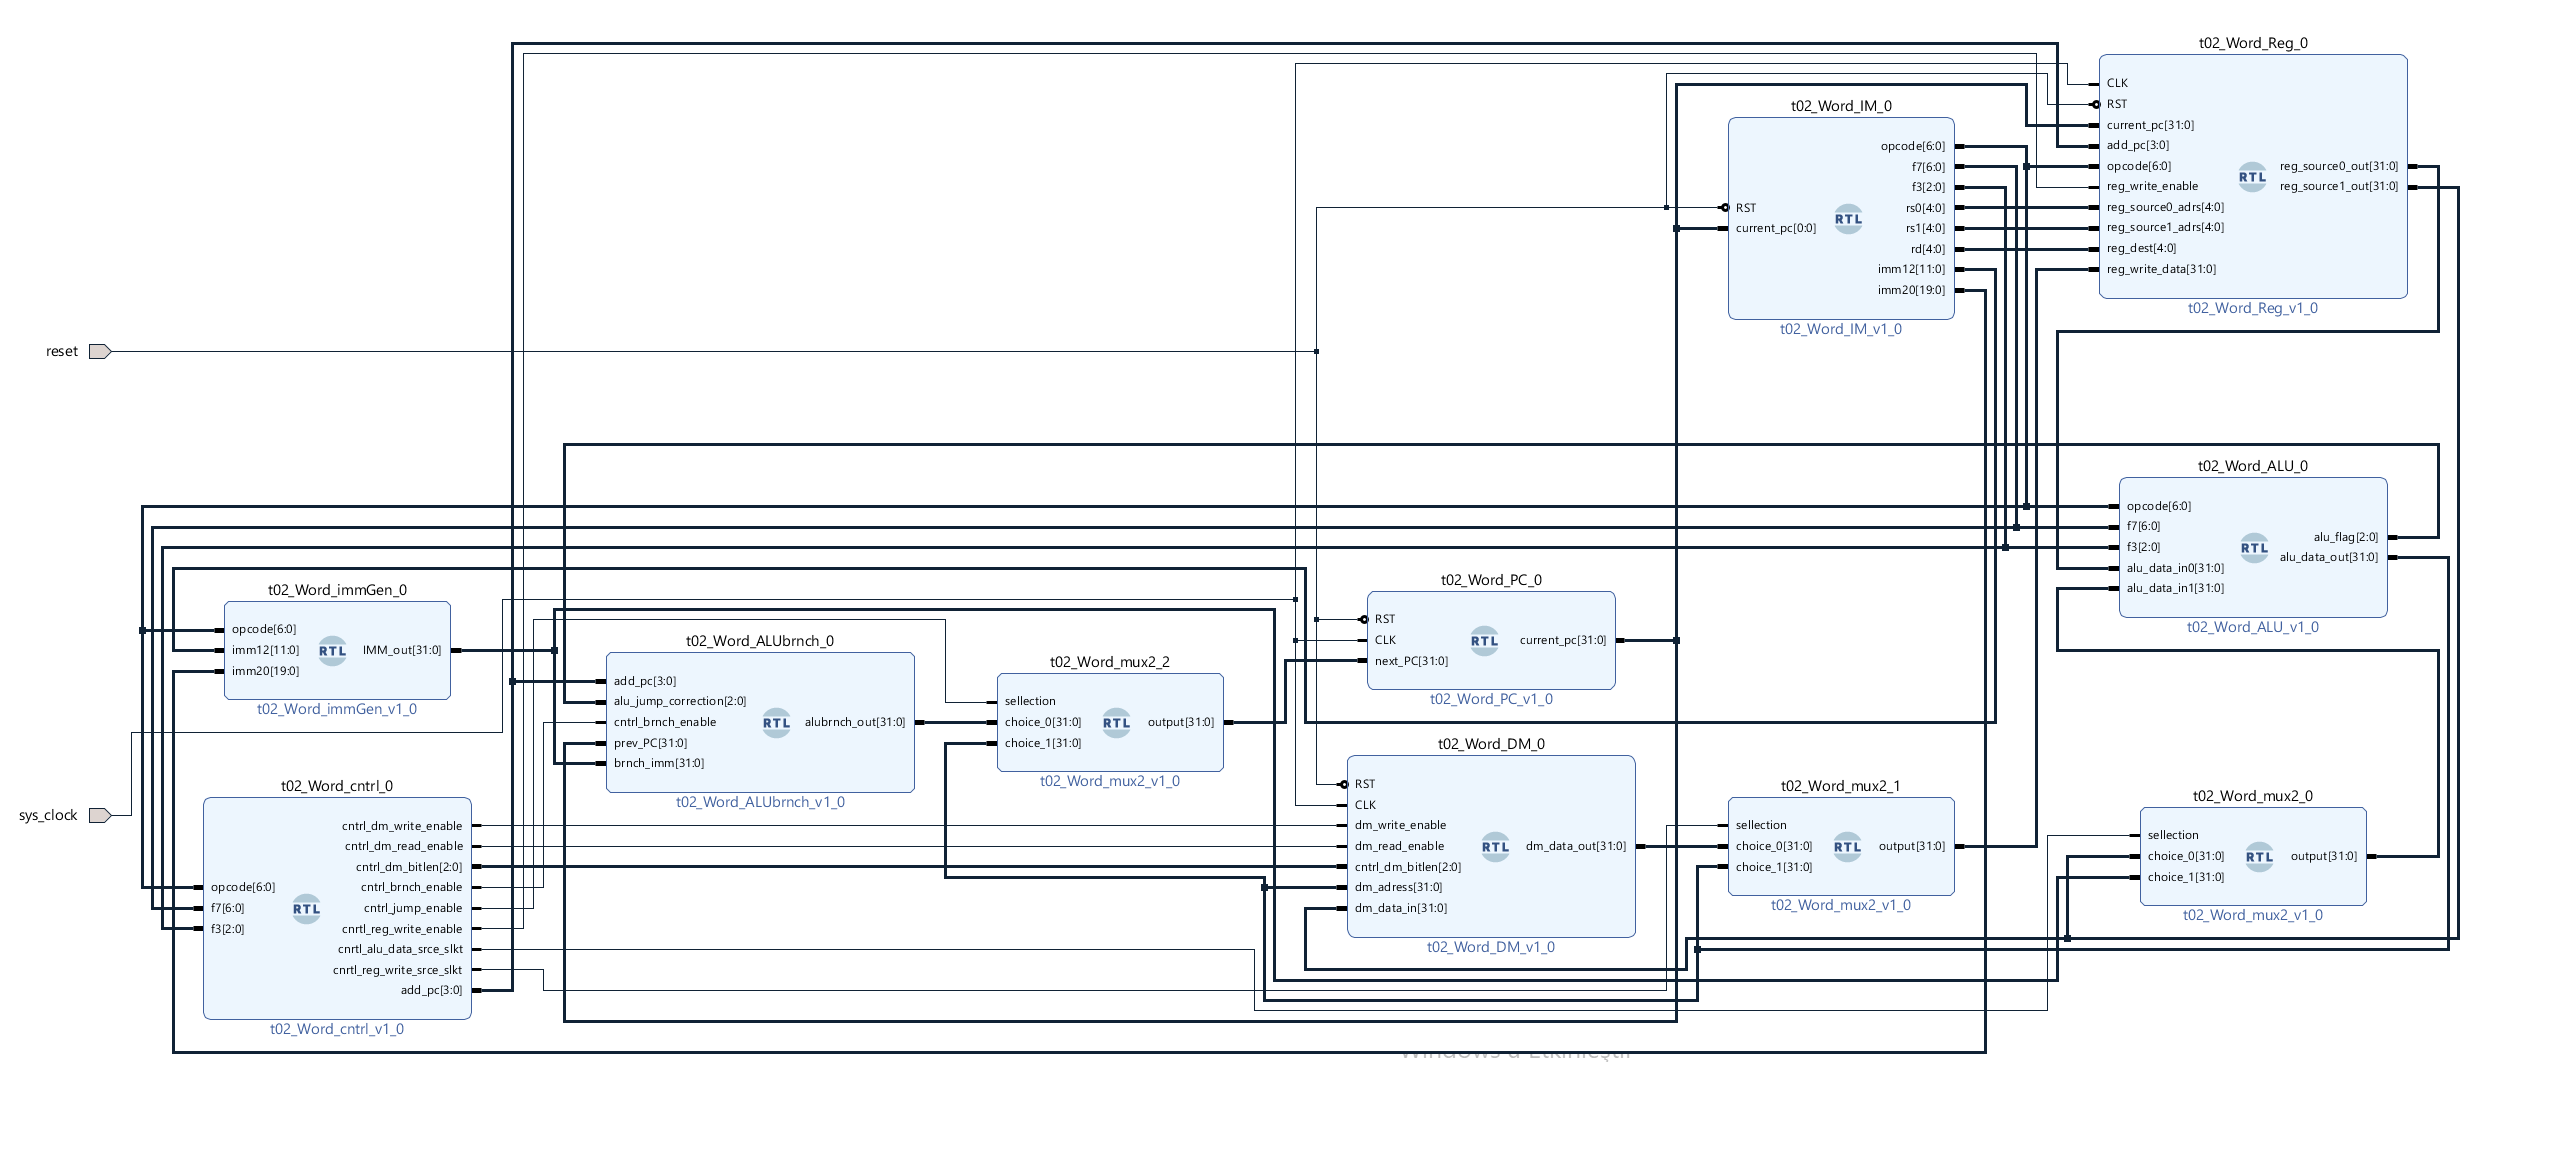 t02_Word_Reg_0
CLK
RST
current_pc[31:0]
add_pc[3:0]
opcode[6:0]
reg_write_enable
reg_source0_adrs[4:0]
reg_source1_adrs[4:0]
reg_dest[4:0]
reg_write_data[31:0]
RTL
reg_source0_out[31:0]
reg_source1_out[31:0]
t02_Word_Reg_v1_0
t02_Word_IM_0
RST
current_pc[0:0]
RTL
opcode[6:0]
f7[6:0]
f3[2:0]
rs0[4:0]
rs1[4:0]
rd[4:0]
imm12[11:0]
imm20[19:0]
t02_Word_IM_v1_0
reset
t02_Word_ALU_0
opcode[6:0]
f7[6:0]
f3[2:0]
alu_data_in0[31:0]
alu_data_in1[31:0]
RTL
alu_flag[2:0]
alu_data_out[31:0]
t02_Word_ALU_v1_0
t02_Word_immGen_0
opcode[6:0]
imm12[11:0]
imm20[19:0]
RTL
IMM_out[31:0]
t02_Word_immGen_v1_0
t02_Word_ALUbrnch_0
add_pc[3:0]
alu_jump_correction[2:0]
cntrl_brnch_enable
prev_PC[31:0]
brnch_imm[31:0]
RTL
alubrnch_out[31:0]
t02_Word_ALUbrnch_v1_0
t02_Word_mux2_2
sellection
choice_0[31:0]
choice_1[31:0]
RTL
output[31:0]
t02_Word_mux2_v1_0
t02_Word_PC_0
RST
CLK
next_PC[31:0]
RTL
current_pc[31:0]
t02_Word_PC_v1_0
sys_clock
t02_Word_cntrl_0
opcode[6:0]
f7[6:0]
f3[2:0]
RTL
cntrl_dm_write_enable
cntrl_dm_read_enable
cntrl_dm_bitlen[2:0]
cntrl_brnch_enable
cntrl_jump_enable
cnrtl_reg_write_enable
cnrtl_alu_data_srce_slkt
cnrtl_reg_write_srce_slkt
add_pc[3:0]
t02_Word_cntrl_v1_0
t02_Word_DM_0
RST
CLK
dm_write_enable
dm_read_enable
cntrl_dm_bitlen[2:0]
dm_adress[31:0]
dm_data_in[31:0]
RTL
dm_data_out[31:0]
t02_Word_DM_v1_0
t02_Word_mux2_1
sellection
choice_0[31:0]
choice_1[31:0]
RTL
output[31:0]
t02_Word_mux2_v1_0
t02_Word_mux2_0
sellection
choice_0[31:0]
choice_1[31:0]
RTL
output[31:0]
t02_Word_mux2_v1_0